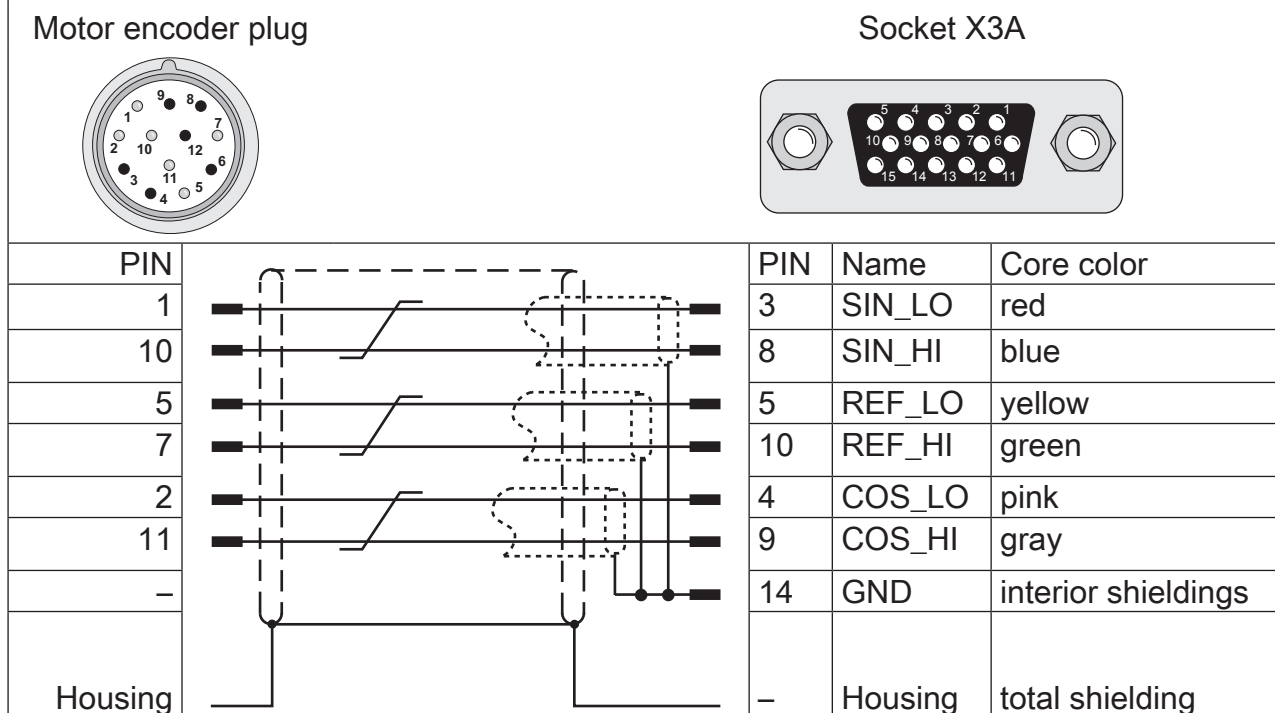 Motor encoder plug Socket X3A
9 8
1 7
2 10 12
6
3 11 5
4
5 4 3 2 1
10 9 8 7 6
15 14 13 12 11
PIN PIN Name Core color
1 3 SIN_LO red
10 8 SIN_HI blue
5 5 REF_LO yellow
7 10 REF_HI green
2 4 COS_LO pink
11 9 COS_HI gray
– 14 GND interior shieldings
Housing – Housing total shielding